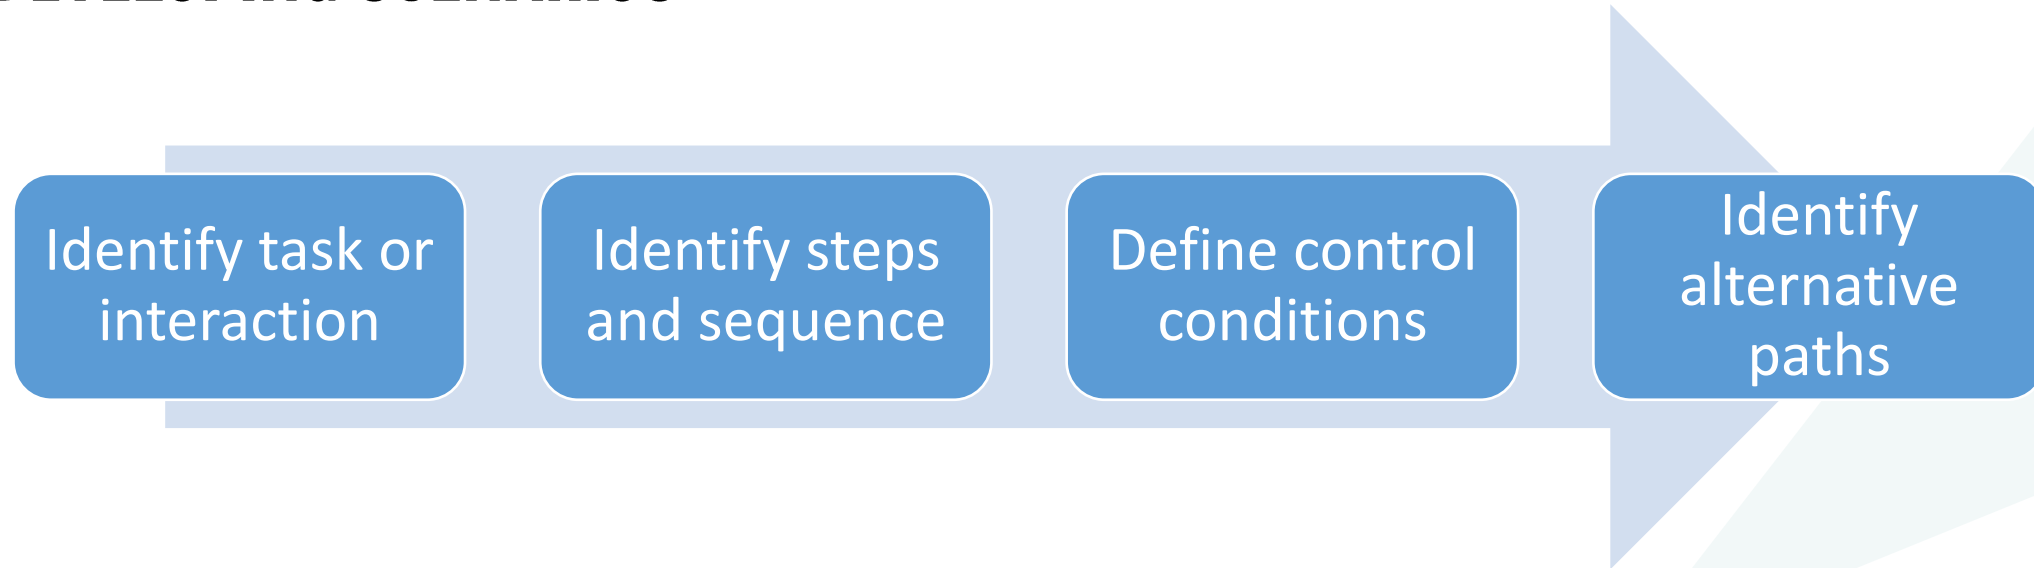 Identify task or
interaction
Identify steps
and sequence
Define control
conditions
Identify
alternative
paths